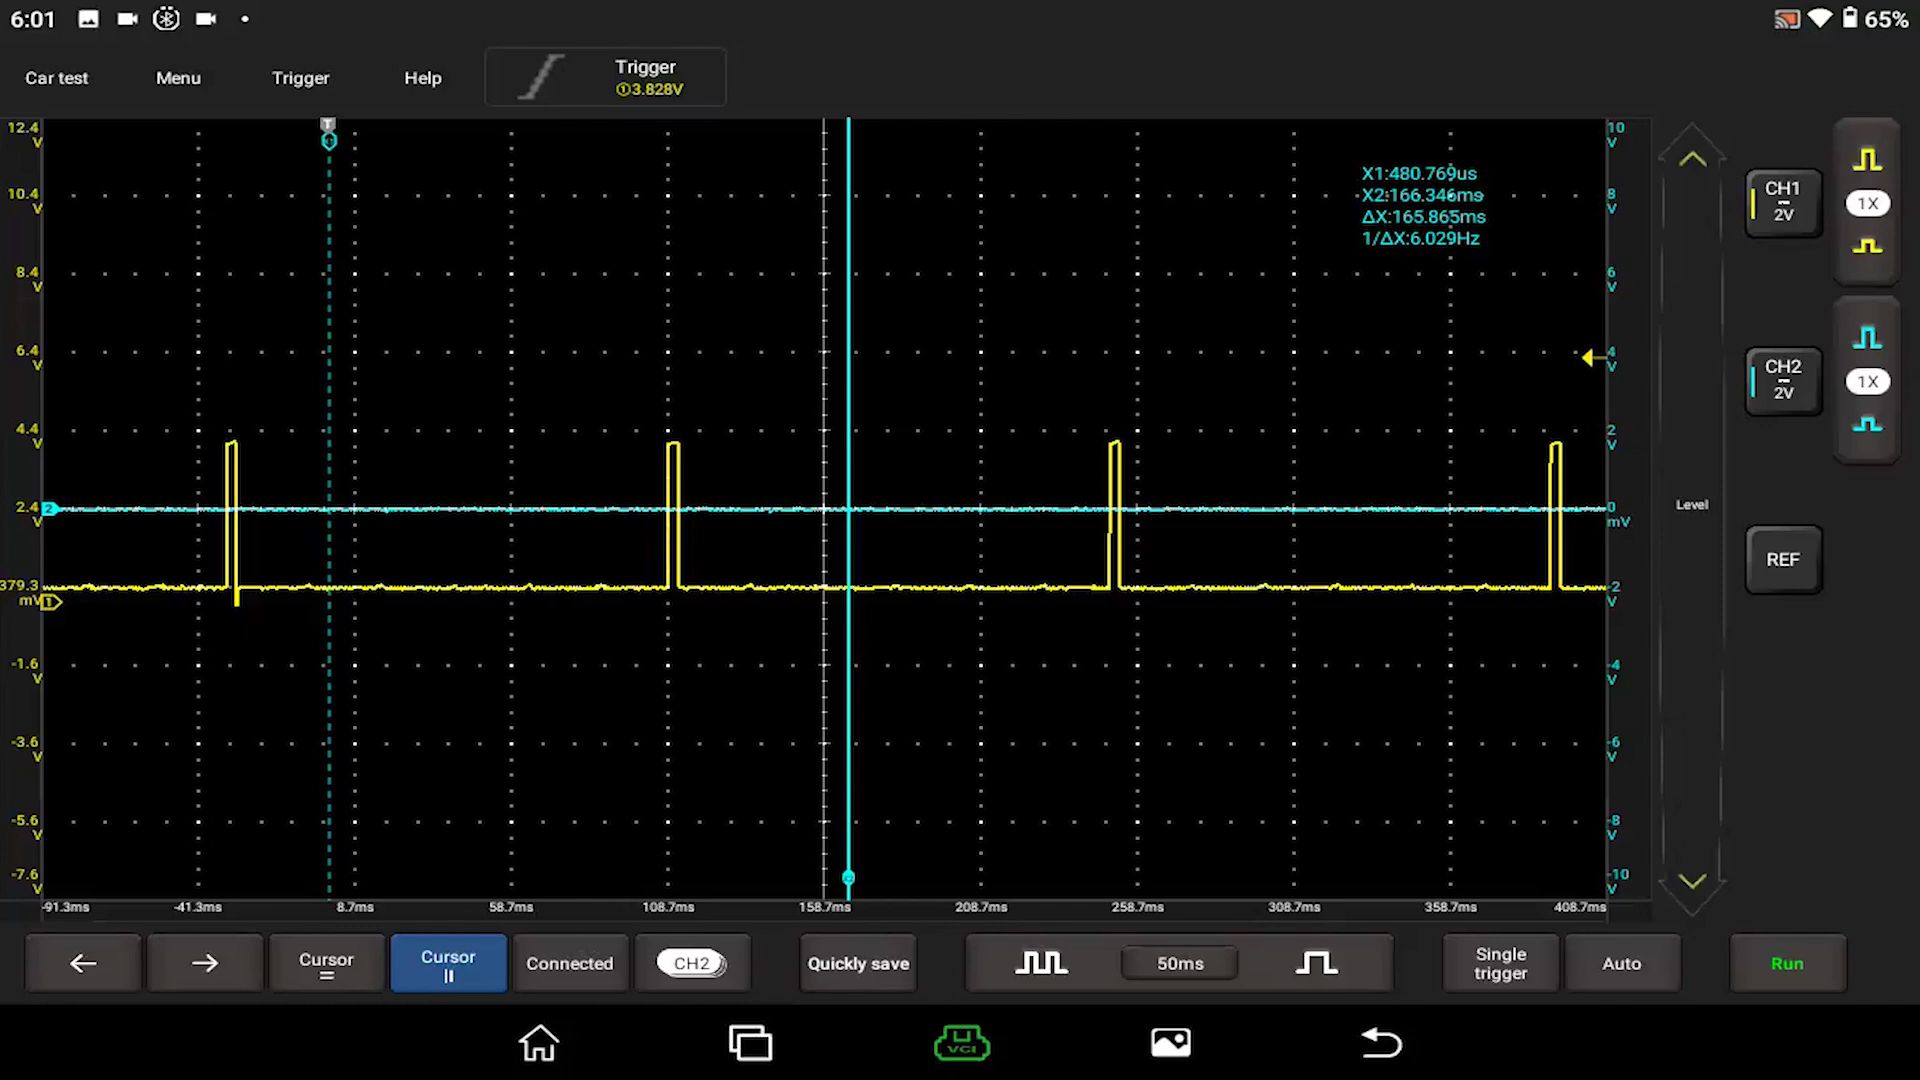 6:01
65%
Car test
Menu
Trigger
Help
Trigger
①3.828V
12.4
V
10.4
V
8.4
V
6.4
V
4.4
V
2.4
V
379.3
mV
-1.6
V
-3.6
V
-5.6
V
-7.6
V
T
2
1
X1:480.769us
X2:166.346ms
ΔX:165.865ms
1/ΔX:6.029Hz
10
V
8
V
6
V
4
V
2
V
0
mV
-2
V
-4
V
-6
V
-8
V
-10
V
-91.3ms
-41.3ms
8.7ms
58.7ms
108.7ms
158.7ms
208.7ms
258.7ms
308.7ms
358.7ms
408.7ms
Level
CH1
2V
1X
CH2
2V
1X
REF
Cursor
Cursor
Connected
CH2
Quickly save
50ms
Single
trigger
Auto
Run
VCI